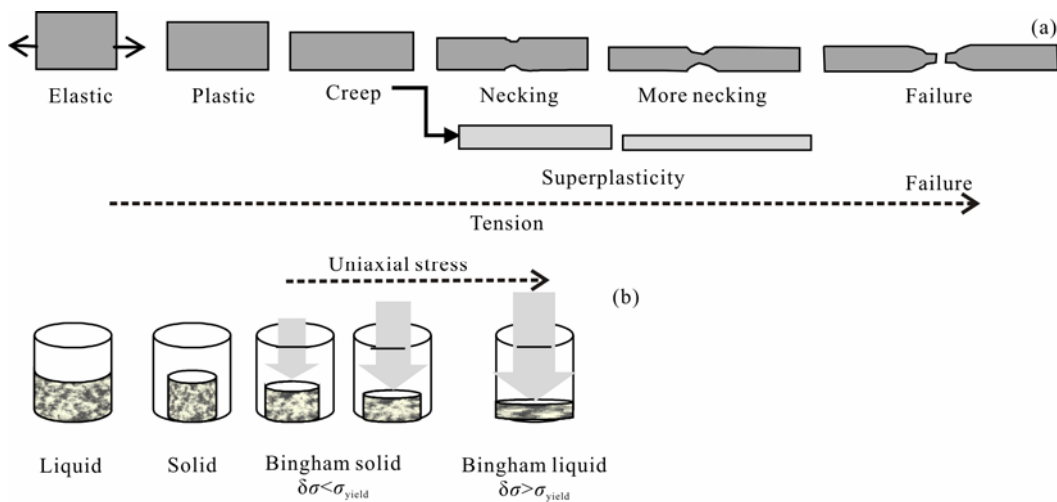 (a)
Elastic Plastic Creep Necking More necking Failure
Superplasticity
Failure
Tension
Uniaxial stress
(b)
Liquid Solid Bingham solid Bingham liquid
δσ<σyield δσ>σyield